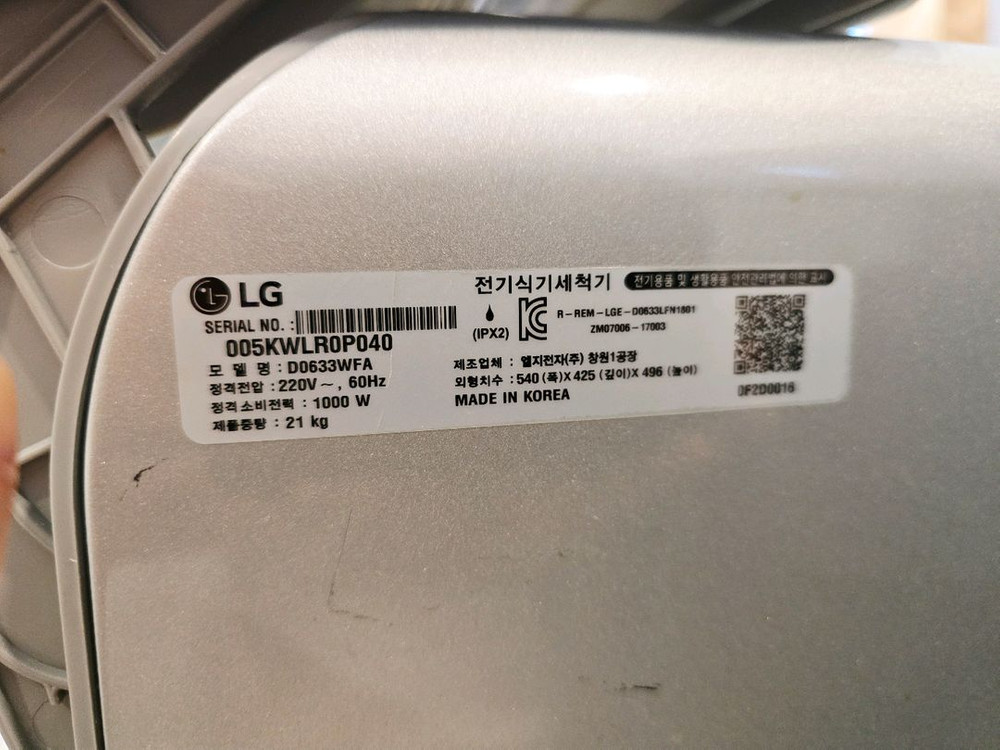 LG
SERIAL NO. :
005KWLR0P040
모 델 명 : D0633WFA
정격전압 : 220V ~, 60Hz
정격소비전력 : 1000 W
제품중량 : 21 kg
전기식기세척기
전기용품 및 생활용품 안전관리법에 의한 표시
(IPX2)
R-REM-LGE-D0633LFN1801
ZM07006-17003
제조업체 : 엘지전자(주) 창원1공장
외형치수 : 540 (폭)X 425 (깊이)X 496 (높이)
MADE IN KOREA
0F2D0016